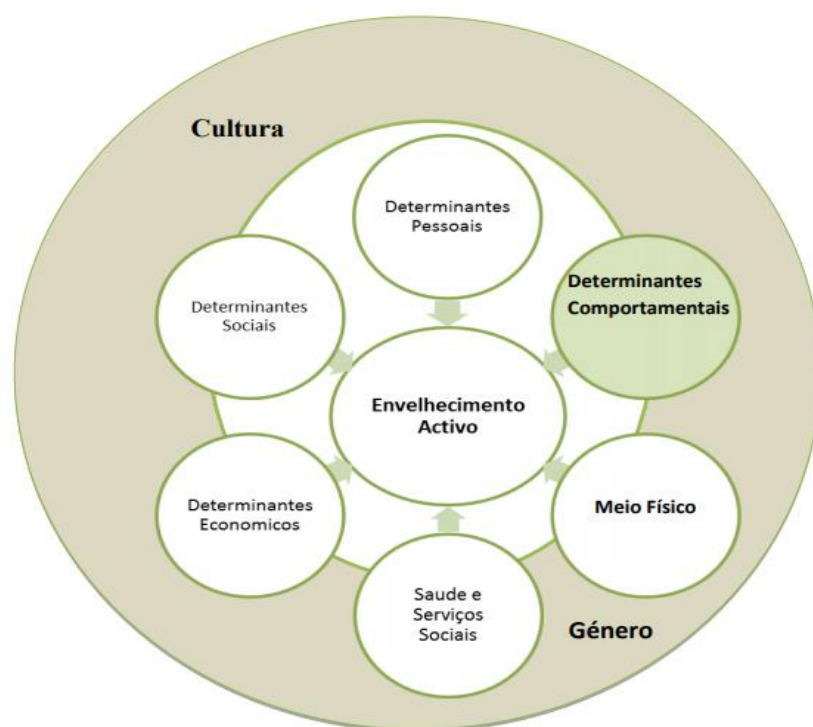 Cultura
Determinantes
Pessoais
Determinantes
Comportamentais
Determinantes
Sociais
Envelhecimento
Activo
Determinantes
Economicos
Meio Físico
Saude e
Serviços
Sociais
Género